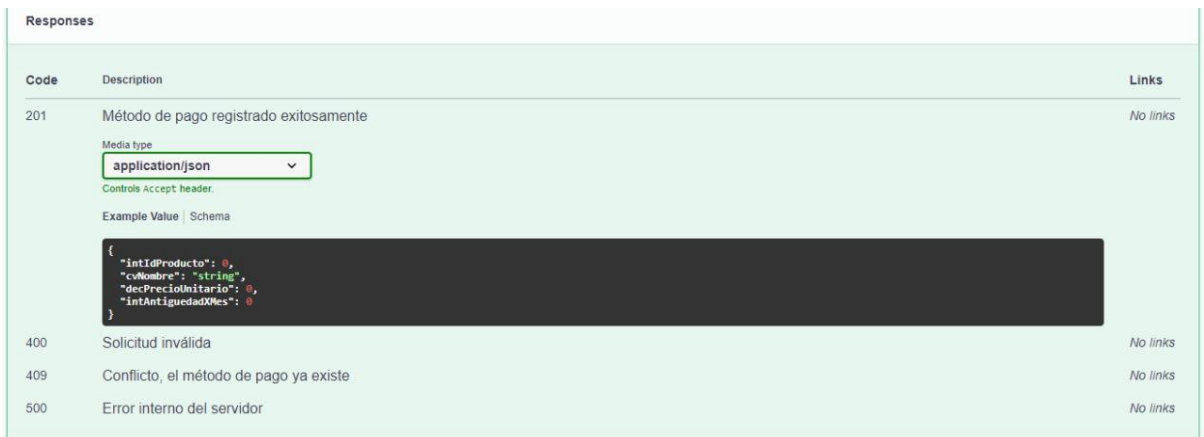 Responses
Code Description Links
201 Método de pago registrado exitosamente No links
Media type
application/json
Controls Accept header.
Example Value | Schema
{
"intIdProducto": 0,
"cvNombre": "string",
"decPrecioUnitario": 0,
"intAntiguedadXMes": 0
}
400 Solicitud inválida No links
409 Conflicto, el método de pago ya existe No links
500 Error interno del servidor No links